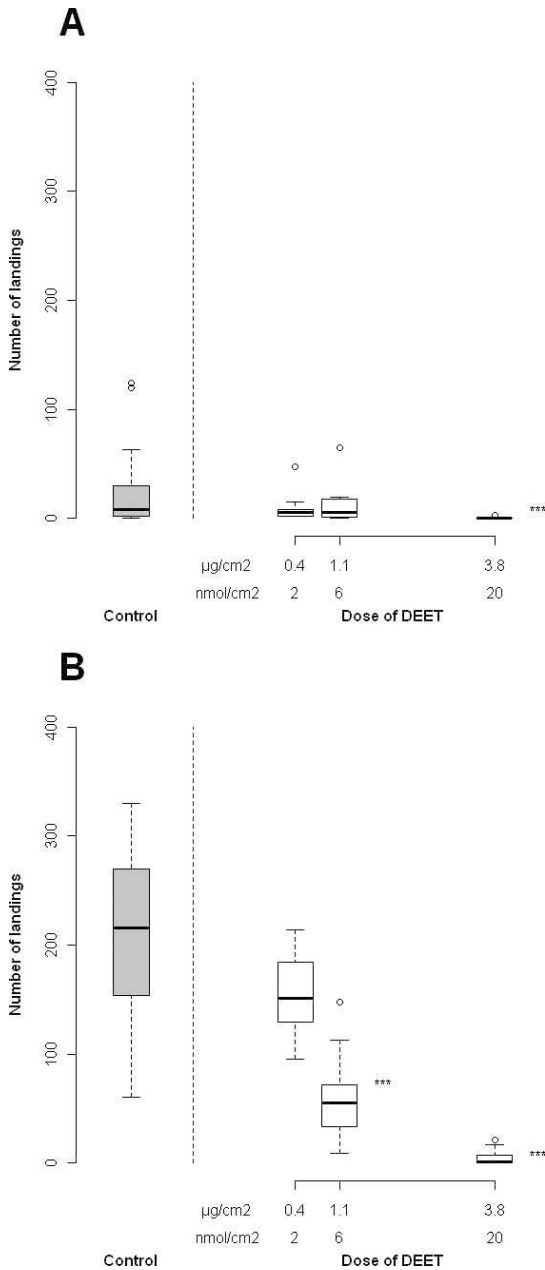 A
400
300
200
100
0
Number of landings
***
µg/cm2 0.4 1.1 3.8
nmol/cm2 2 6 20
Control Dose of DEET
B
400
300
200
100
0
Number of landings
***
***
µg/cm2 0.4 1.1 3.8
nmol/cm2 2 6 20
Control Dose of DEET